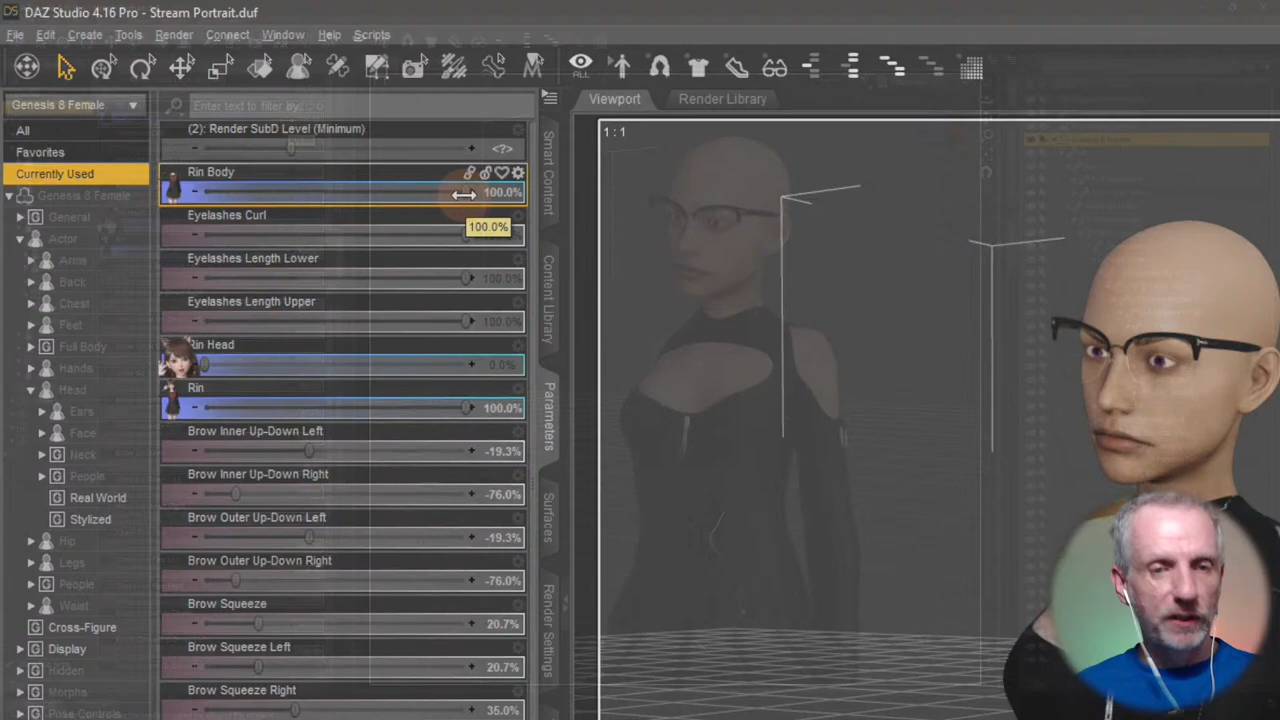 DAZ Studio 4.16 Pro - Stream Portrait.duf
File Edit Create Tools Render Connect Window Help Scripts
ALL
Genesis 8 Female
Enter text to filter by...
Viewport
Render Library
All
Favorites
Currently Used
Genesis 8 Female
General
Actor
Arms
Back
Chest
Feet
Full Body
Hands
Head
Ears
Face
Neck
People
Real World
Stylized
Hip
Legs
People
Waist
Cross-Figure
Display
Hidden
Morphs
Pose Controls
(2): Render SubD Level (Minimum)
<?>
Rin Body
100.0%
100.0%
Eyelashes Curl
Eyelashes Length Lower
100.0%
Eyelashes Length Upper
100.0%
Rin Head
0.0%
Rin
100.0%
Brow Inner Up-Down Left
-19.3%
Brow Inner Up-Down Right
-76.0%
Brow Outer Up-Down Left
-19.3%
Brow Outer Up-Down Right
-76.0%
Brow Squeeze
20.7%
Brow Squeeze Left
20.7%
Brow Squeeze Right
35.0%
Smart Content
Content Library
Parameters
Surfaces
Render Settings
1 : 1